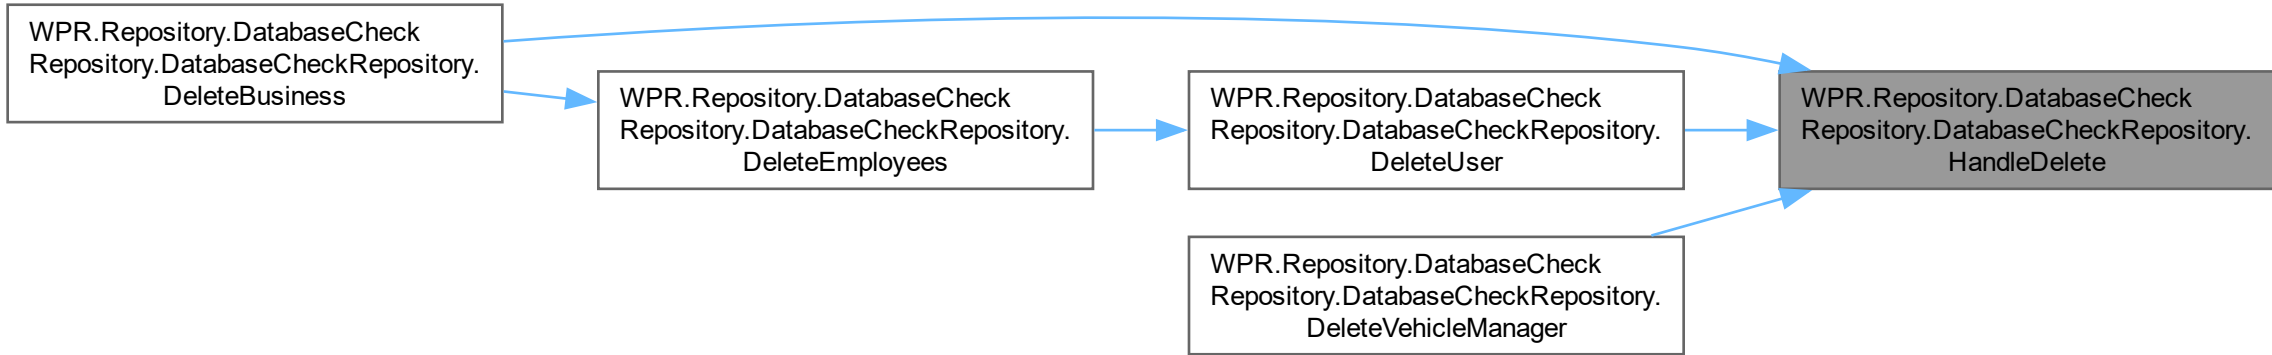 WPR.Repository.DatabaseCheck
Repository.DatabaseCheckRepository.
DeleteBusiness
WPR.Repository.DatabaseCheck
Repository.DatabaseCheckRepository.
DeleteEmployees
WPR.Repository.DatabaseCheck
Repository.DatabaseCheckRepository.
DeleteUser
WPR.Repository.DatabaseCheck
Repository.DatabaseCheckRepository.
HandleDelete
WPR.Repository.DatabaseCheck
Repository.DatabaseCheckRepository.
DeleteVehicleManager